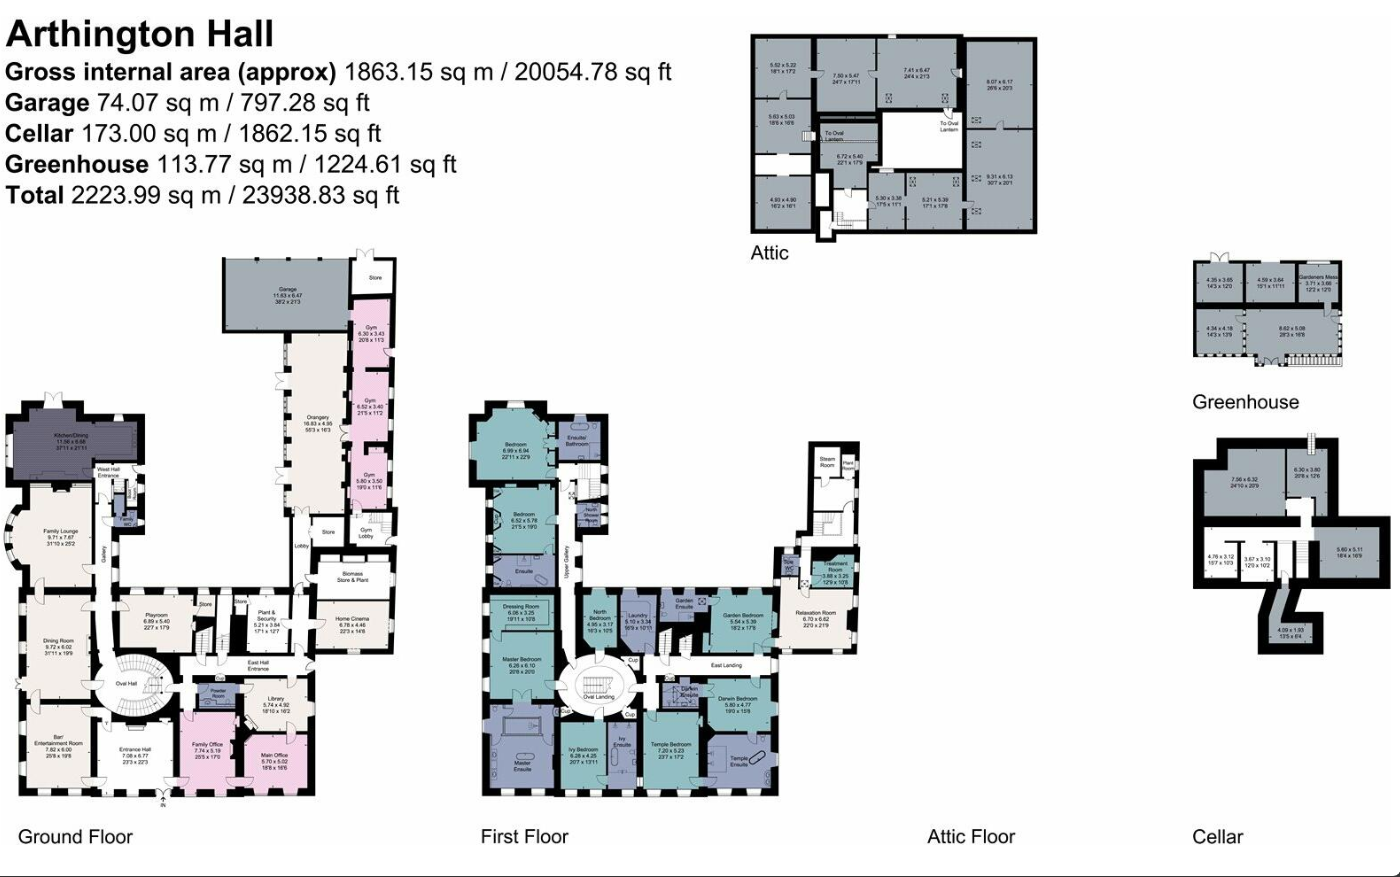 Arthington Hall
Gross internal area (approx) 1863.15 sq m / 20054.78 sq ft
Garage 74.07 sq m / 797.28 sq ft
Cellar 173.00 sq m / 1862.15 sq ft
Greenhouse 113.77 sq m / 1224.61 sq ft
Total 2223.99 sq m / 23938.83 sq ft
5.52 x 5.22
18'1 x 17'2
7.50 x 5.47
24'7 x 17'11
7.41 x 6.47
24'4 x 21'3
8.07 x 6.17
26'6 x 20'3
5.63 x 5.03
18'6 x 16'6
To Oval
Lantern
To Oval
Lantern
6.72 x 5.40
22'1 x 17'9
4.93 x 4.90
16'2 x 16'1
5.30 x 3.38
17'5 x 11'1
5.21 x 5.39
17'1 x 17'8
9.31 x 6.13
30'7 x 20'1
Attic
Store
Garage
11.63 x 6.47
38'2 x 21'3
Gym
6.30 x 3.43
20'8 x 11'3
Orangery
16.83 x 4.95
55'3 x 16'3
Gym
6.52 x 3.40
21'5 x 11'2
Gym
5.80 x 3.50
19'0 x 11'6
Gym
Lobby
Store
Lobby
Biomass
Store & Plant
Home Cinema
6.78 x 4.46
22'3 x 14'8
Kitchen/Dining
11.56 x 6.68
37'11 x 21'11
West Hall
Entrance
Family
WC
Family Lounge
9.71 x 7.67
31'10 x 25'2
Gallery
Playroom
6.89 x 5.40
22'7 x 17'9
Store
Store
Plant &
Security
5.21 x 3.84
17'1 x 12'7
Dining Room
9.72 x 6.02
31'11 x 19'9
East Hall
Entrance
Oval Hall
Cup
Powder
Room
Library
5.74 x 4.92
18'10 x 16'2
Bar/
Entertainment Room
7.82 x 6.00
25'8 x 19'8
Entrance Hall
7.08 x 6.77
23'3 x 22'3
Family Office
7.74 x 5.19
25'5 x 17'0
Main Office
5.70 x 5.02
18'8 x 16'6
IN
Ground Floor
Bedroom
6.99 x 6.94
22'11 x 22'9
Ensuite/
Bathroom
North
Shower
Room
Bedroom
6.52 x 5.78
21'5 x 19'0
Ensuite
Upper Gallery
Dressing Room
6.06 x 3.25
19'11 x 10'8
North
Bedroom
4.95 x 3.17
16'3 x 10'5
Laundry
5.10 x 3.34
16'9 x 10'11
Garden
Ensuite
Garden Bedroom
5.54 x 5.39
18'2 x 17'8
Master Bedroom
6.26 x 6.10
20'6 x 20'0
Cup
East Landing
Oval Landing
Cup
Cup
Darwin
Ensuite
Darwin Bedroom
5.80 x 4.77
19'0 x 15'8
Master
Ensuite
Ivy Bedroom
6.28 x 4.25
20'7 x 13'11
Ivy
Ensuite
Temple Bedroom
7.20 x 5.23
23'7 x 17'2
Temple
Ensuite
First Floor
Steam
Room
Plant
Room
Treatment
Room
3.88 x 3.25
12'9 x 10'8
Relaxation Room
6.70 x 6.62
22'0 x 21'9
Attic Floor
4.35 x 3.65
14'3 x 12'0
4.59 x 3.64
15'1 x 11'11
Gardeners Mess
3.71 x 3.66
12'2 x 12'0
4.34 x 4.18
14'3 x 13'9
8.62 x 5.08
28'3 x 16'8
Greenhouse
7.56 x 6.32
24'10 x 20'9
6.30 x 3.80
20'8 x 12'6
4.76 x 3.12
15'7 x 10'3
3.67 x 3.10
12'0 x 10'2
5.60 x 5.11
18'4 x 16'9
4.09 x 1.93
13'5 x 6'4
Cellar